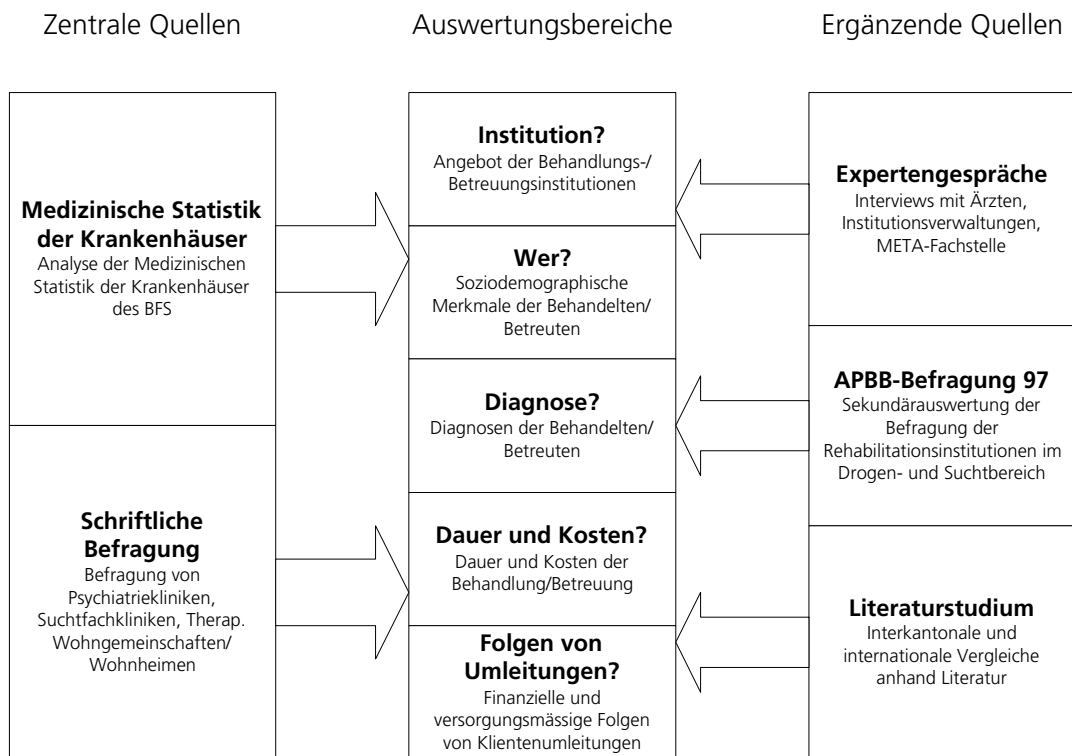 Zentrale Quellen
Auswertungsbereiche
Ergänzende Quellen
Medizinische Statistik
der Krankenhäuser
Analyse der Medizinischen
Statistik der Krankenhäuser
des BFS
Schriftliche
Befragung
Befragung von
Psychiatriekliniken,
Suchtfachkliniken, Therap.
Wohngemeinschaften/
Wohnheimen
Institution?
Angebot der Behandlungs-/
Betreuungsinstitutionen
Wer?
Soziodemographische
Merkmale der Behandelten/
Betreuten
Diagnose?
Diagnosen der Behandelten/
Betreuten
Dauer und Kosten?
Dauer und Kosten der
Behandlung/Betreuung
Folgen von
Umleitungen?
Finanzielle und
versorgungsmässige Folgen
von Klientenumleitungen
Expertengespräche
Interviews mit Ärzten,
Institutionsverwaltungen,
META-Fachstelle
APBB-Befragung 97
Sekundärauswertung der
Befragung der
Rehabilitationsinstitutionen im
Drogen- und Suchtbereich
Literaturstudium
Interkantonale und
internationale Vergleiche
anhand Literatur